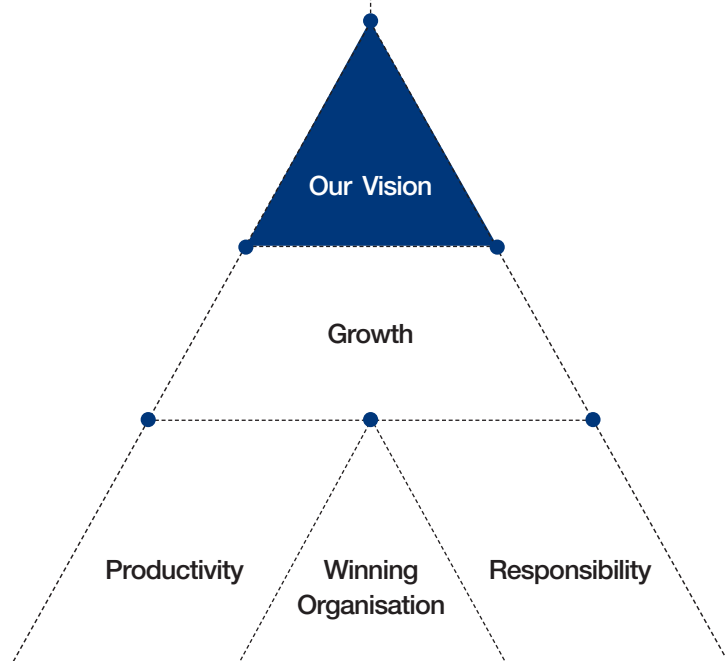 Our Vision
Growth
Productivity
Winning
Organisation
Responsibility